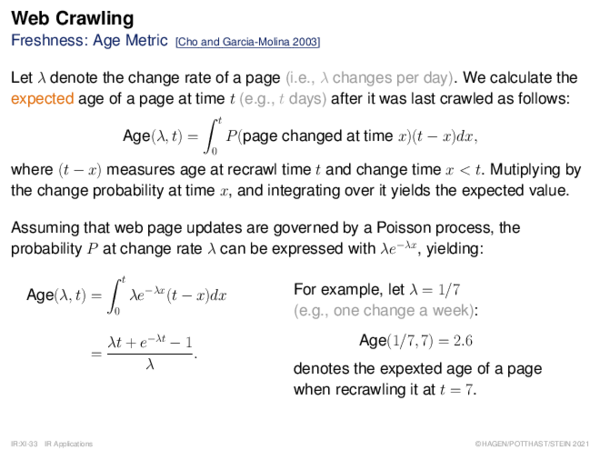 Web Crawling
Freshness: Age Metric [Cho and Garcia-Molina 2003]
Let λ denote the change rate of a page (i.e., λ changes per day). We calculate the
expected age of a page at time t (e.g., t days) after it was last crawled as follows:
Age(λ, t) = ∫₀ᵗ P(page changed at time x)(t − x)dx,
where (t − x) measures age at recrawl time t and change time x < t. Mutiplying by
the change probability at time x, and integrating over it yields the expected value.
Assuming that web page updates are governed by a Poisson process, the
probability P at change rate λ can be expressed with λe^{−λx}, yielding:
Age(λ, t) = ∫₀ᵗ λe^{−λx}(t − x)dx
= (λt + e^{−λt} − 1) / λ.
For example, let λ = 1/7
(e.g., one change a week):
Age(1/7, 7) = 2.6
denotes the expexted age of a page
when recrawling it at t = 7.
IR:XI-33 IR Applications
©HAGEN/POTTHAST/STEIN 2021